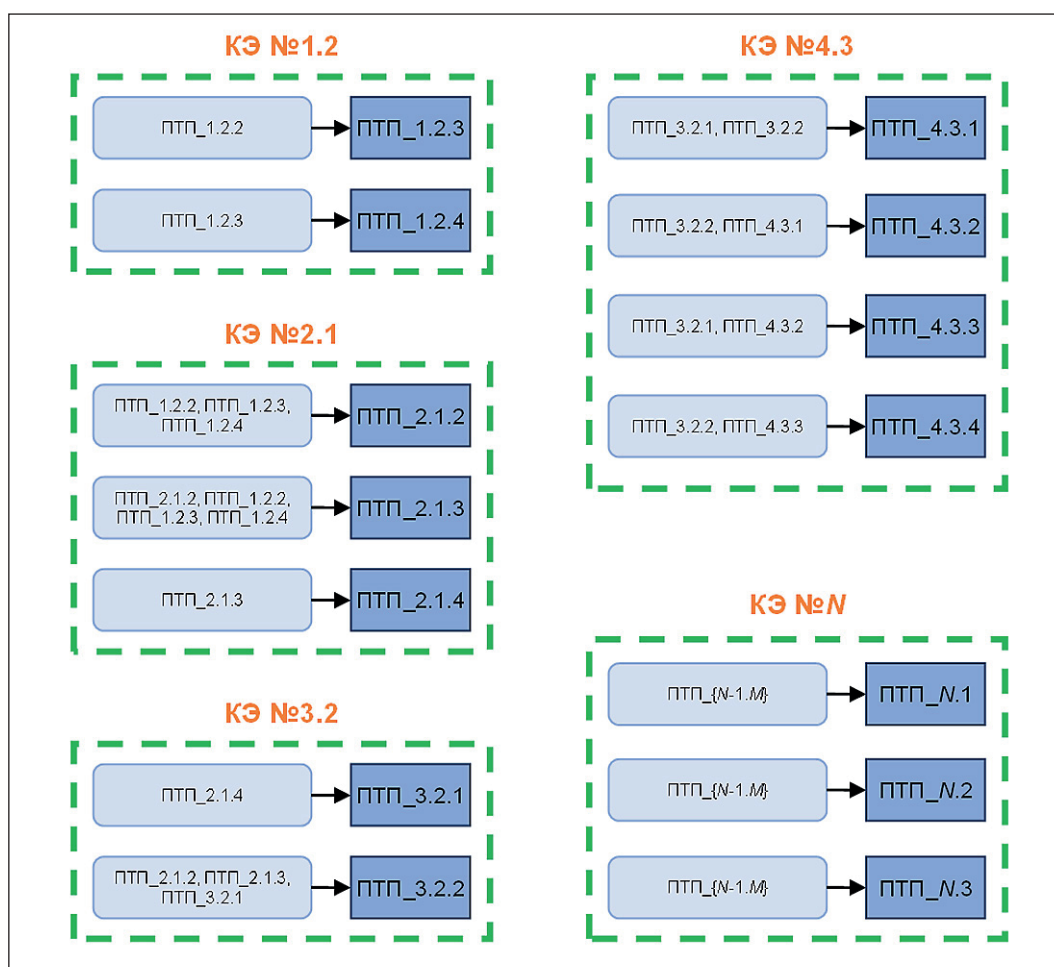 КЭ №1.2
ПТП_1.2.2
ПТП_1.2.3
ПТП_1.2.3
ПТП_1.2.4
КЭ №2.1
ПТП_1.2.2, ПТП_1.2.3,
ПТП_1.2.4
ПТП_2.1.2
ПТП_2.1.2, ПТП_1.2.2,
ПТП_1.2.3, ПТП_1.2.4
ПТП_2.1.3
ПТП_2.1.3
ПТП_2.1.4
КЭ №3.2
ПТП_2.1.4
ПТП_3.2.1
ПТП_2.1.2, ПТП_2.1.3,
ПТП_3.2.1
ПТП_3.2.2
КЭ №4.3
ПТП_3.2.1, ПТП_3.2.2
ПТП_4.3.1
ПТП_3.2.2, ПТП_4.3.1
ПТП_4.3.2
ПТП_3.2.1, ПТП_4.3.2
ПТП_4.3.3
ПТП_3.2.2, ПТП_4.3.3
ПТП_4.3.4
КЭ №N
ПТП_{N-1.M}
ПТП_N.1
ПТП_{N-1.M}
ПТП_N.2
ПТП_{N-1.M}
ПТП_N.3